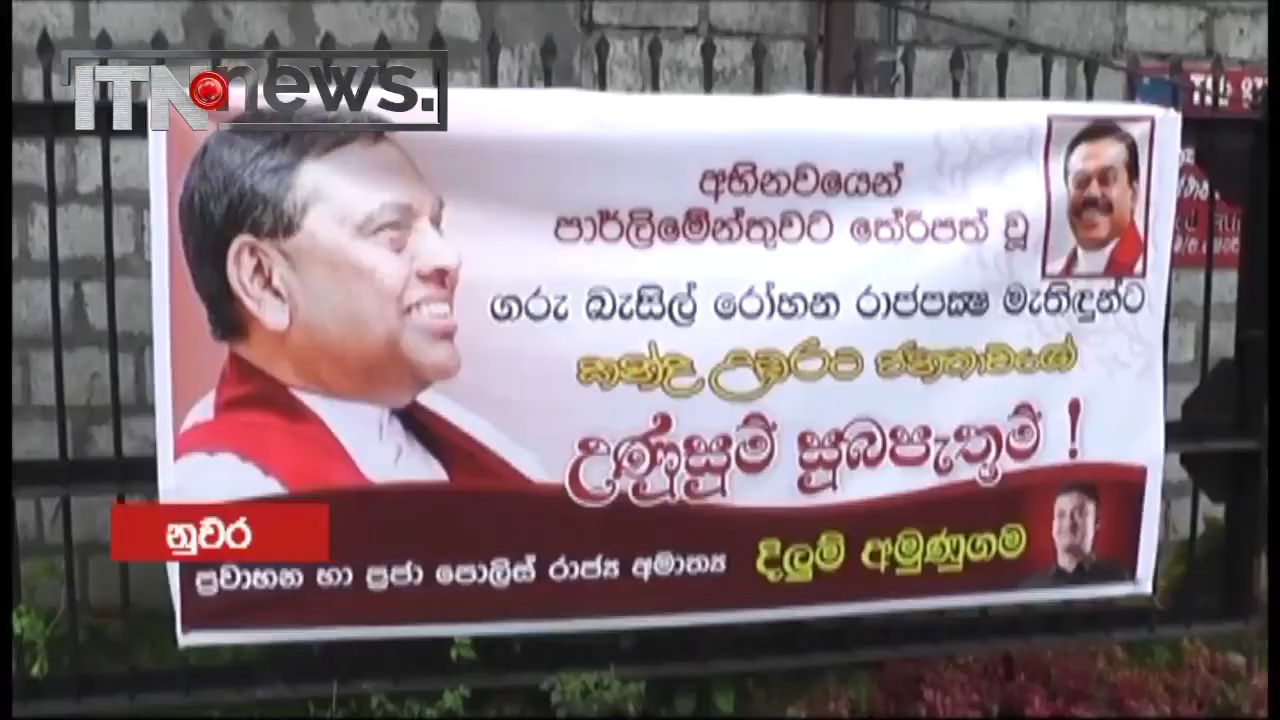 ITN news.
අභිනවයෙන්
පාර්ලිමේන්තුවට තේරීපත් වූ
ගරු බැසිල් රෝහන රාජපක්ෂ මැතිඳුන්ට
කන්ද උඩරට ජනතාවගේ
උණුසුම් සුබපැතුම් !
නුවර
ප්‍රවාහන හා ප්‍රජා පොලිස් රාජ්‍ය අමාත්‍ය දිලුම් අමුණුගම